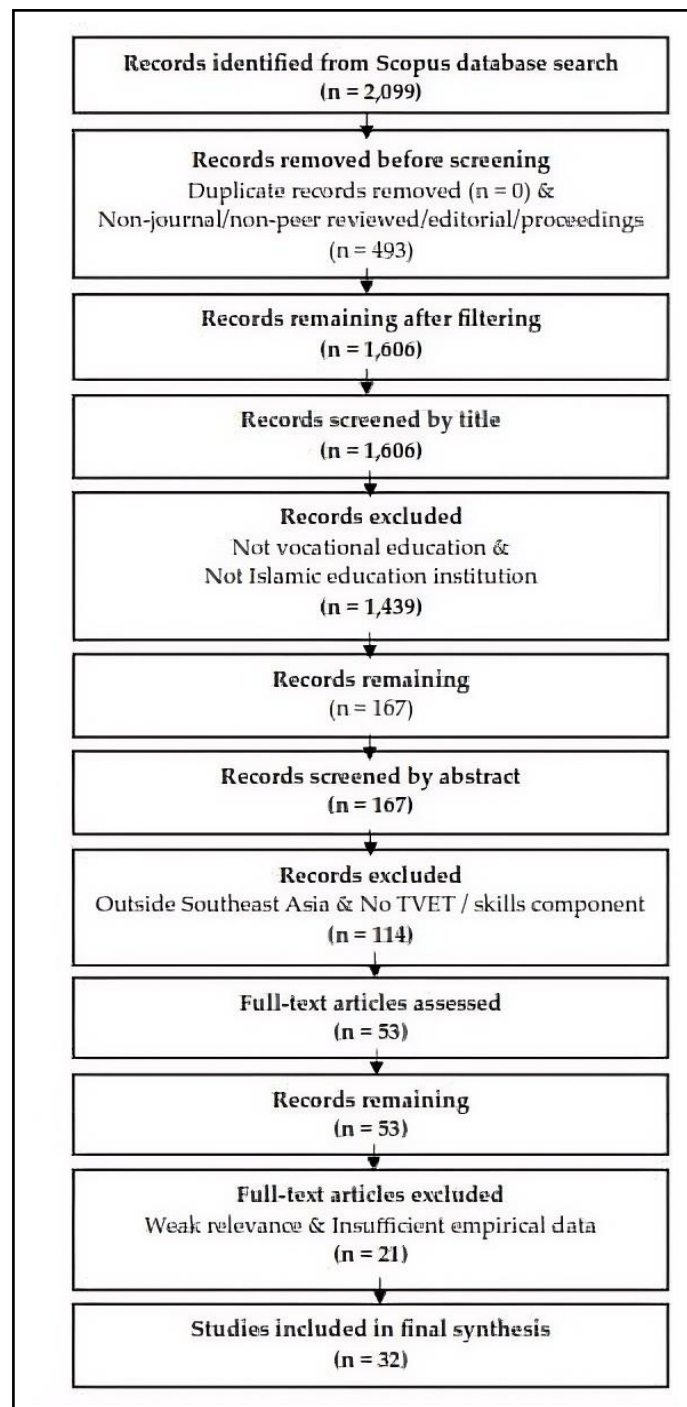 Records identified from Scopus database search
(n = 2,099)
Records removed before screening
Duplicate records removed (n = 0) &
Non-journal/non-peer reviewed/editorial/proceedings
(n = 493)
Records remaining after filtering
(n = 1,606)
Records screened by title
(n = 1,606)
Records excluded
Not vocational education &
Not Islamic education institution
(n = 1,439)
Records remaining
(n = 167)
Records screened by abstract
(n = 167)
Records excluded
Outside Southeast Asia & No TVET / skills component
(n = 114)
Full-text articles assessed
(n = 53)
Records remaining
(n = 53)
Full-text articles excluded
Weak relevance & Insufficient empirical data
(n = 21)
Studies included in final synthesis
(n = 32)